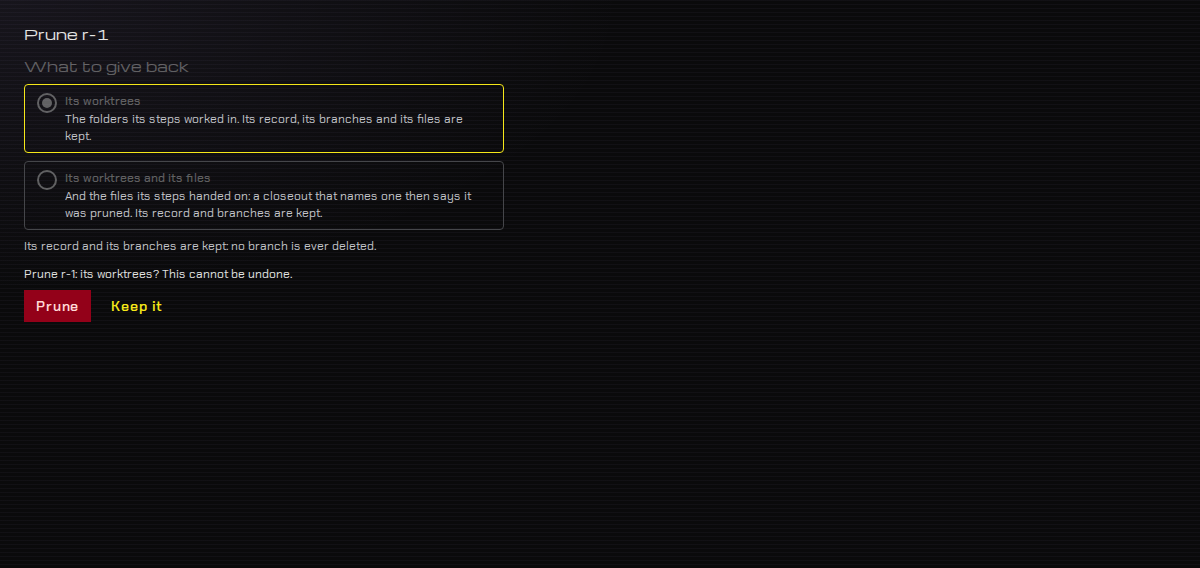 Prune r-1
What to give back
Its worktrees
The folders its steps worked in. Its record, its branches and its files are
kept.
Its worktrees and its files
And the files its steps handed on: a closeout that names one then says it
was pruned. Its record and branches are kept.
Its record and its branches are kept: no branch is ever deleted.
Prune r-1: its worktrees? This cannot be undone.
Prune Keep it